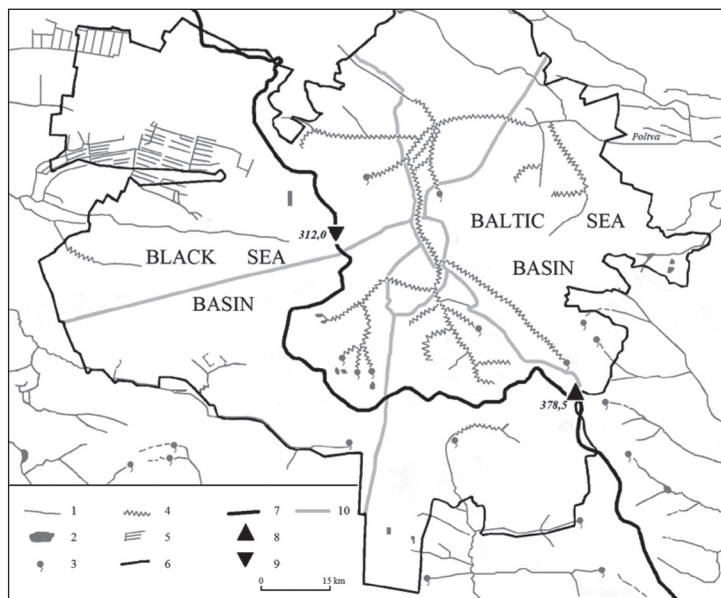 Poltva
312,0
BALTIC SEA
BLACK SEA
BASIN
BASIN
378,5
1 4 7 10
2 5 8
3 6 9
0 15 km